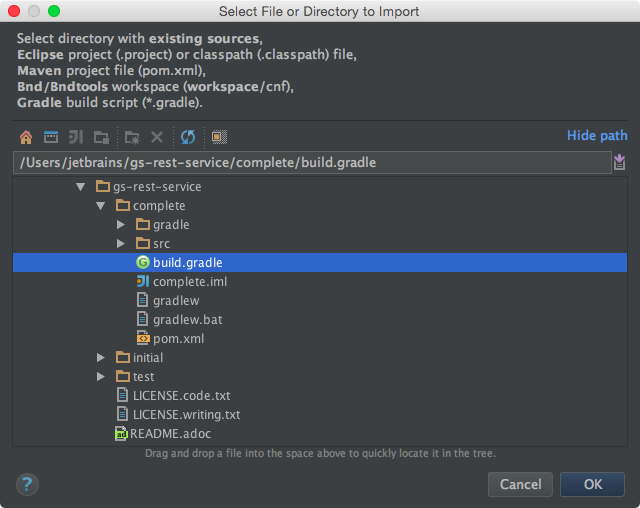 Select File or Directory to Import
Select directory with existing sources,
Eclipse project (.project) or classpath (.classpath) file,
Maven project file (pom.xml),
Bnd/Bndtools workspace (workspace/cnf),
Gradle build script (*.gradle).
Hide path
/Users/jetbrains/gs-rest-service/complete/build.gradle
gs-rest-service
complete
gradle
src
G build.gradle
complete.iml
gradlew
gradlew.bat
pom.xml
initial
test
LICENSE.code.txt
LICENSE.writing.txt
ad README.adoc
Drag and drop a file into the space above to quickly locate it in the tree.
? Cancel OK